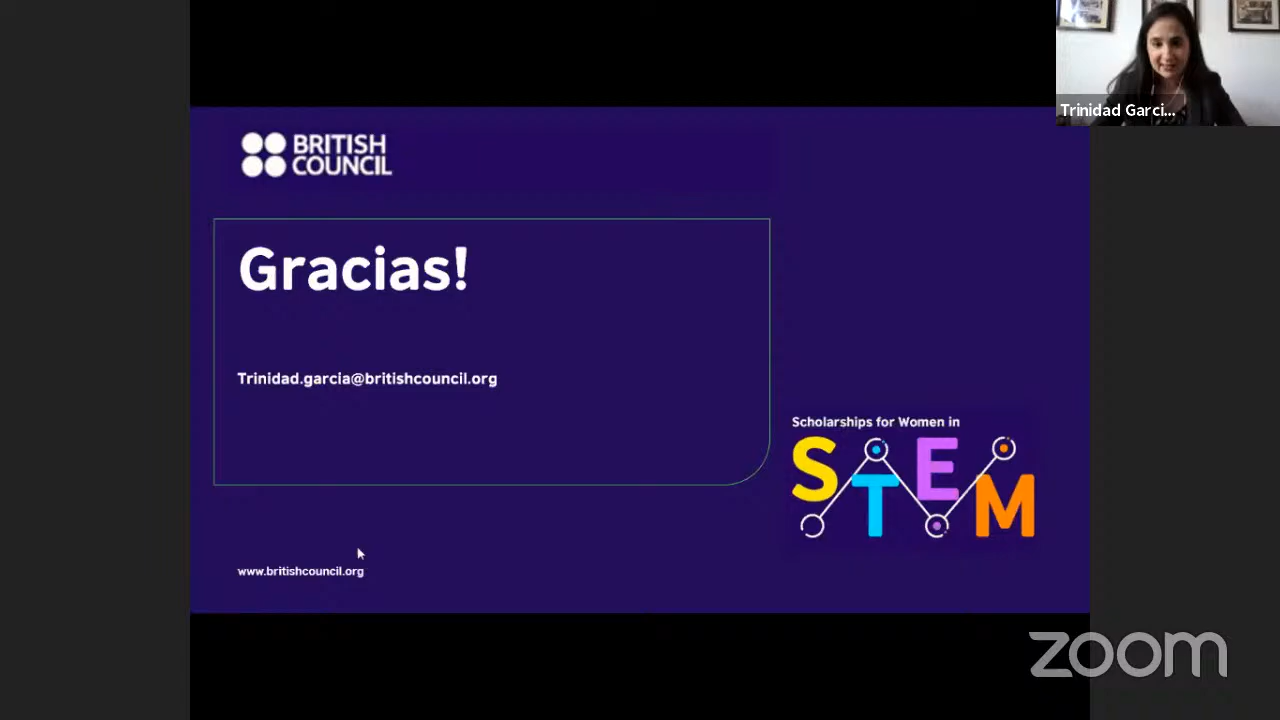 Trinidad Garci...
BRITISH
COUNCIL
Gracias!
Trinidad.garcia@britishcouncil.org
Scholarships for Women in
STEM
www.britishcouncil.org
zoom